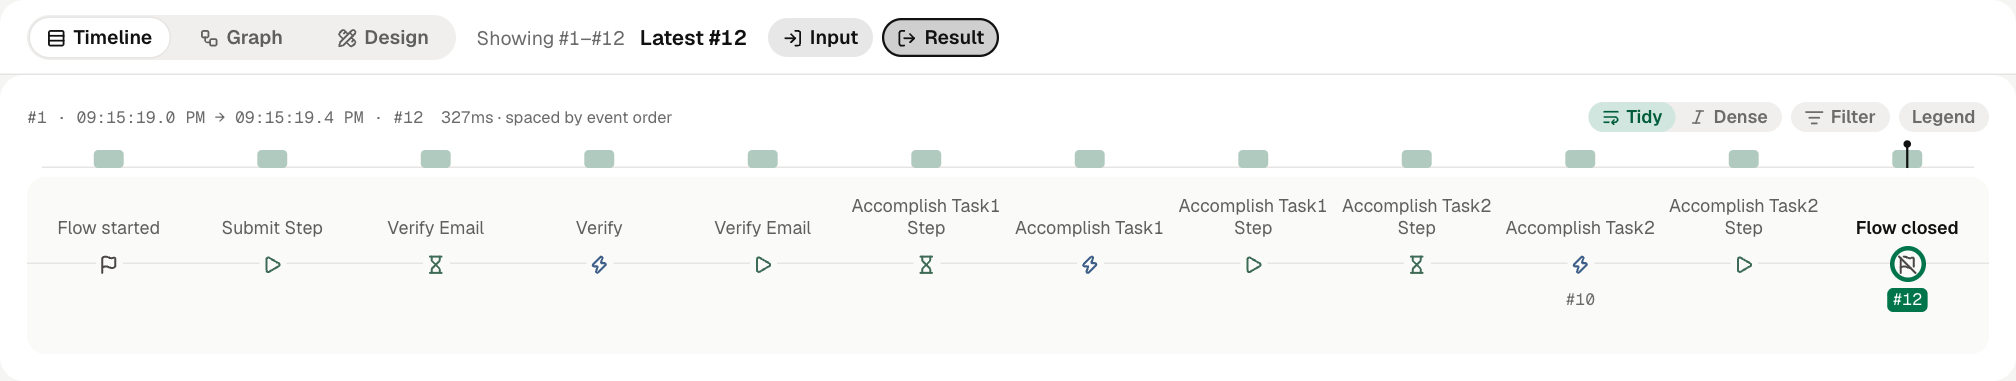 Timeline Graph Design Showing #1–#12 Latest #12 Input Result
#1 · 09:15:19.0 PM → 09:15:19.4 PM · #12 327ms · spaced by event order
Tidy Dense Filter Legend
Flow started
Submit Step
Verify Email
Verify
Verify Email
Accomplish Task1
Step
Accomplish Task1
Accomplish Task1
Step
Accomplish Task2
Step
Accomplish Task2
Accomplish Task2
Step
Flow closed
#10
#12